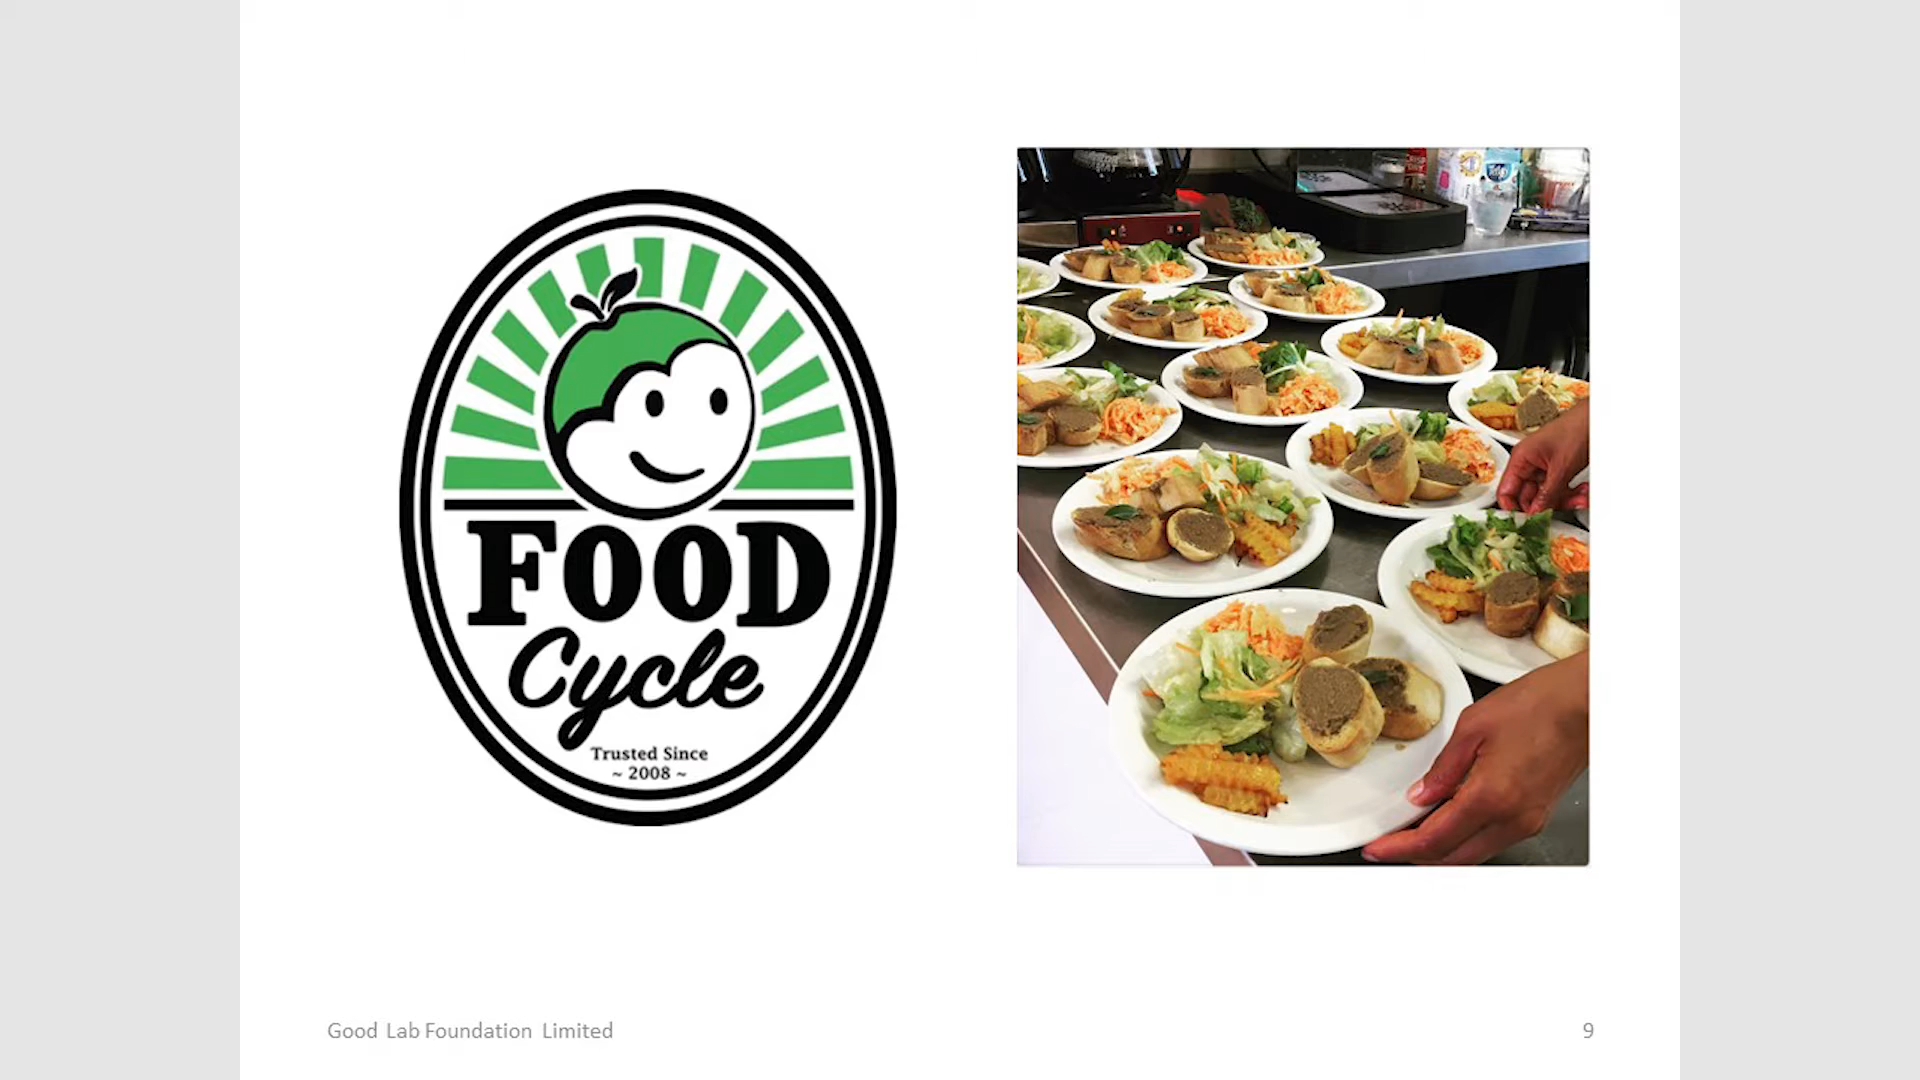 FOOD
Cycle
Trusted Since
~ 2008 ~
Good Lab Foundation Limited
9